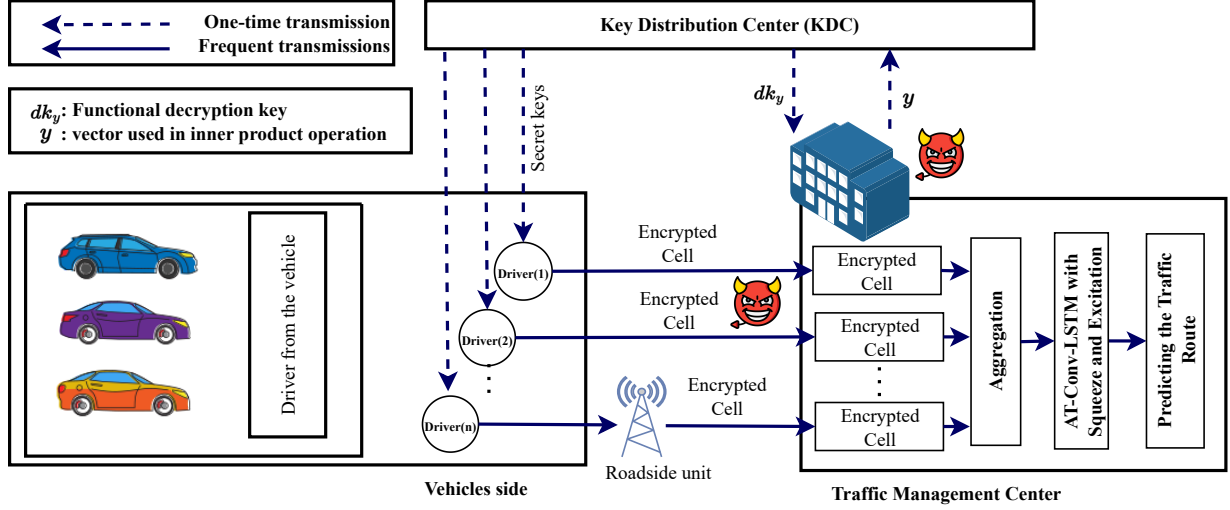 One-time transmission
Frequent transmissions
Key Distribution Center (KDC)
dk_y: Functional decryption key
y : vector used in inner product operation
Secret keys
dk_y
y
Driver from the vehicle
Driver(1)
Driver(2)
Driver(n)
Encrypted
Cell
Encrypted
Cell
Encrypted
Cell
Roadside unit
Encrypted
Cell
Encrypted
Cell
Encrypted
Cell
Aggregation
AT-Conv-LSTM with
Squeeze and Excitation
Predicting the Traffic
Route
Vehicles side
Traffic Management Center